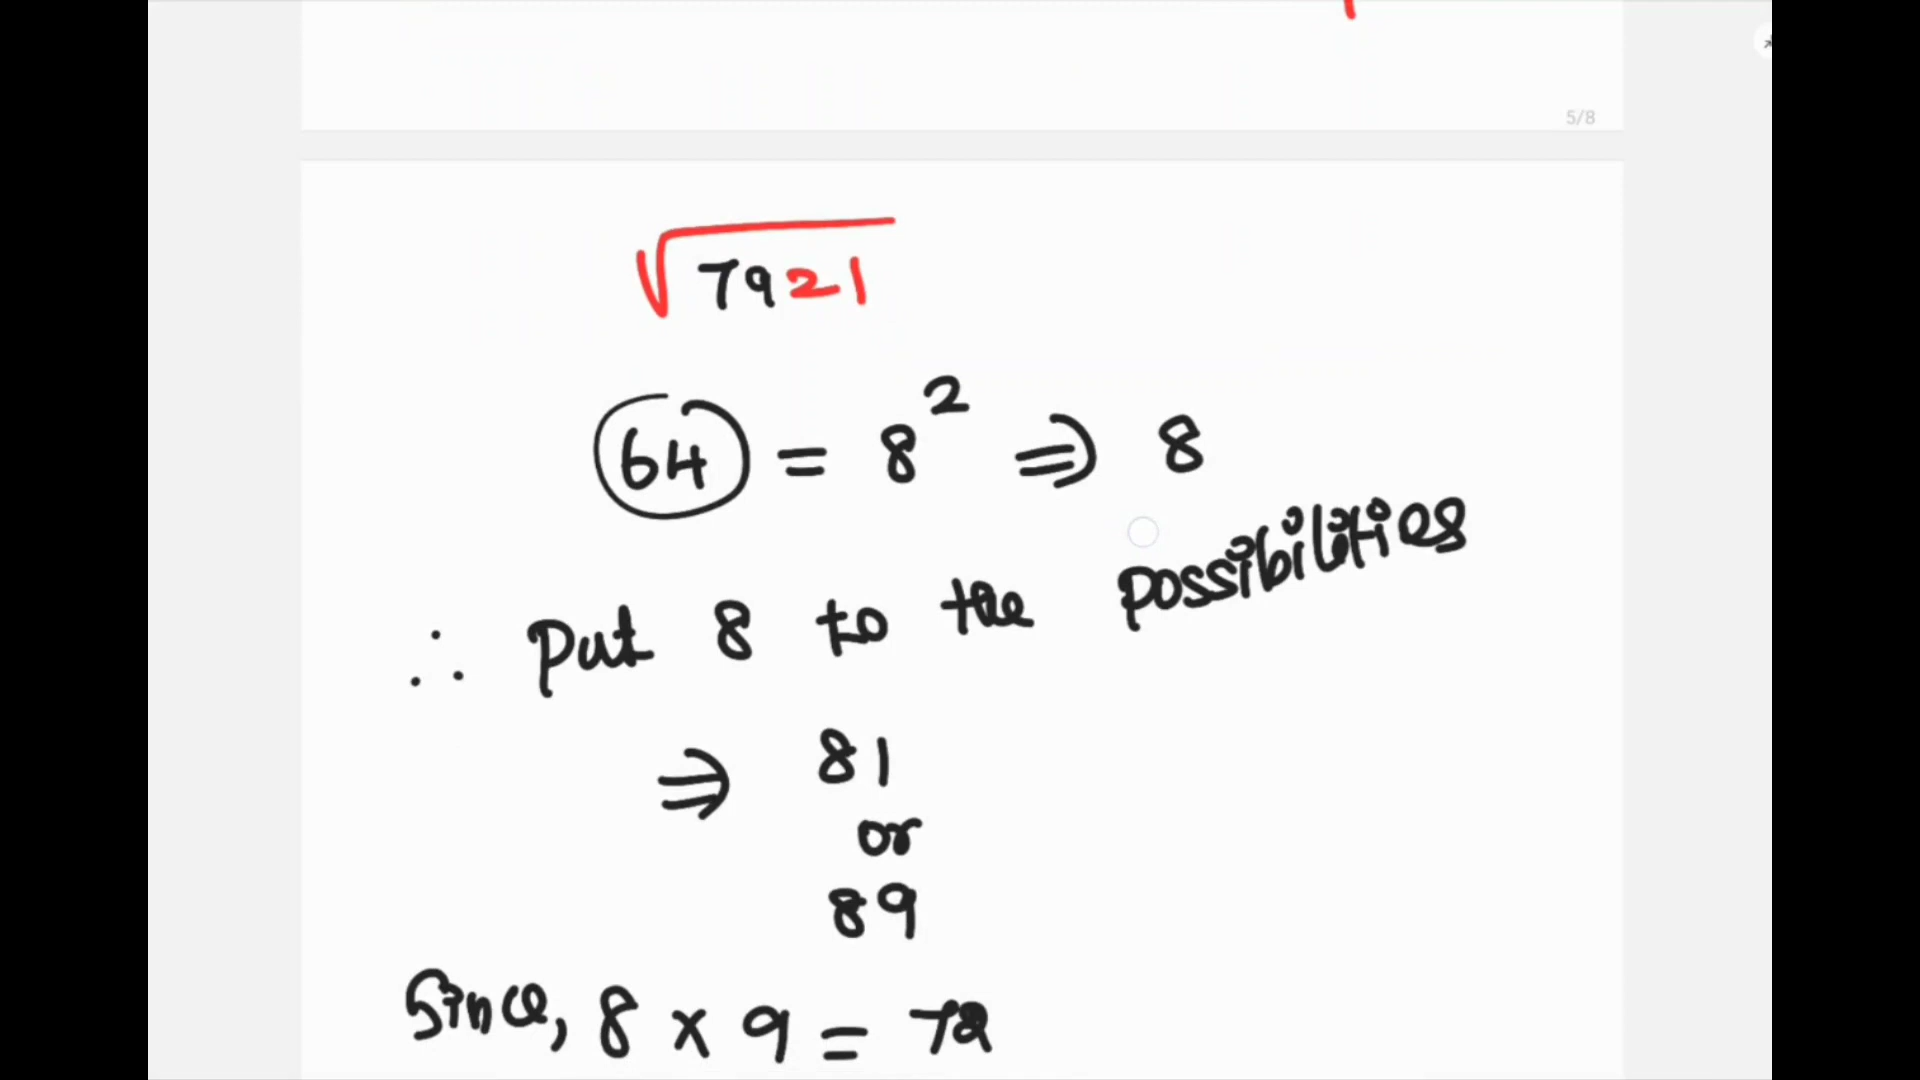 5/8
√7921
64 = 8² ⇒ 8
∴ Put 8 to the possibilities
⇒ 81
or
89
Since, 8 × 9 = 72